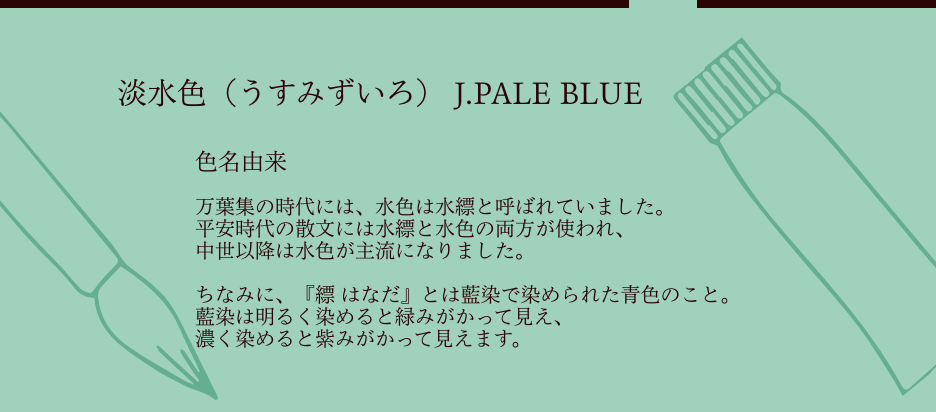 淡水色（うすみずいろ） J.PALE BLUE
色名由来
万葉集の時代には、水色は水縹と呼ばれていました。
平安時代の散文には水縹と水色の両方が使われ、
中世以降は水色が主流になりました。
ちなみに、『縹 はなだ』とは藍染で染められた青色のこと。
藍染は明るく染めると緑みがかって見え、
濃く染めると紫みがかって見えます。